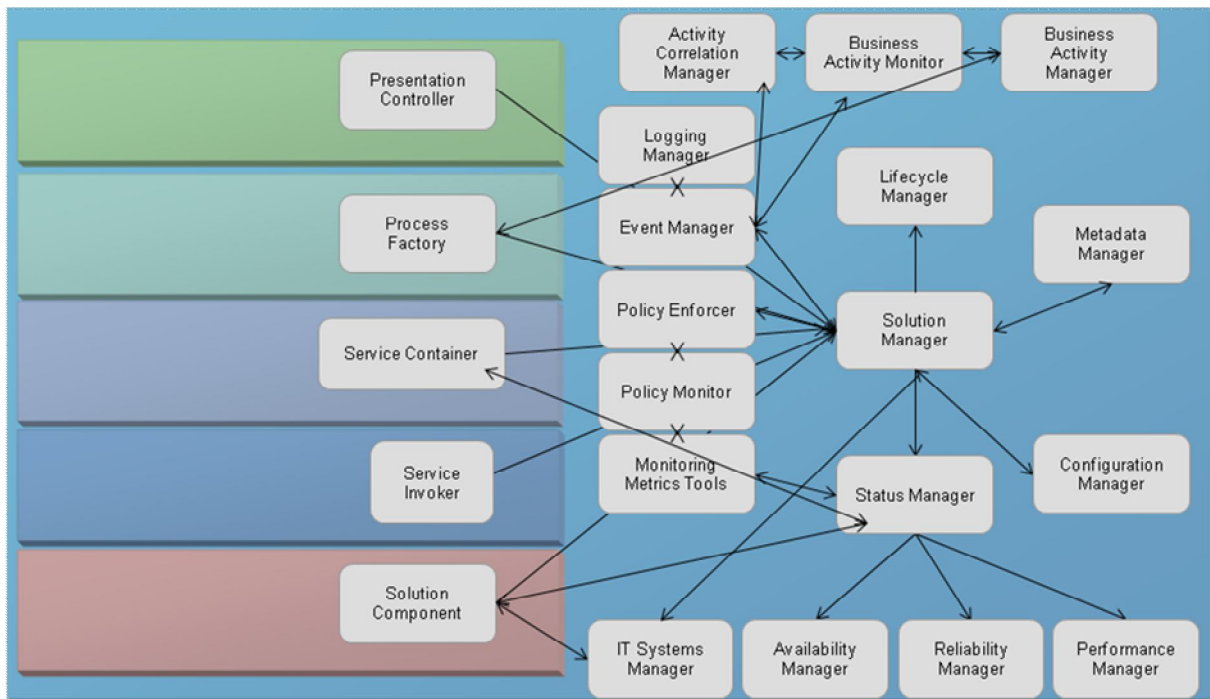 Activity
Correlation
Manager
Business
Activity Monitor
Business
Activity
Manager
Presentation
Controller
Logging
Manager
Lifecycle
Manager
Process
Factory
Event Manager
Metadata
Manager
Policy Enforcer
Solution
Manager
Service Container
Policy Monitor
Service
Invoker
Monitoring
Metrics Tools
Status Manager
Configuration
Manager
Solution
Component
IT Systems
Manager
Availability
Manager
Reliability
Manager
Performance
Manager